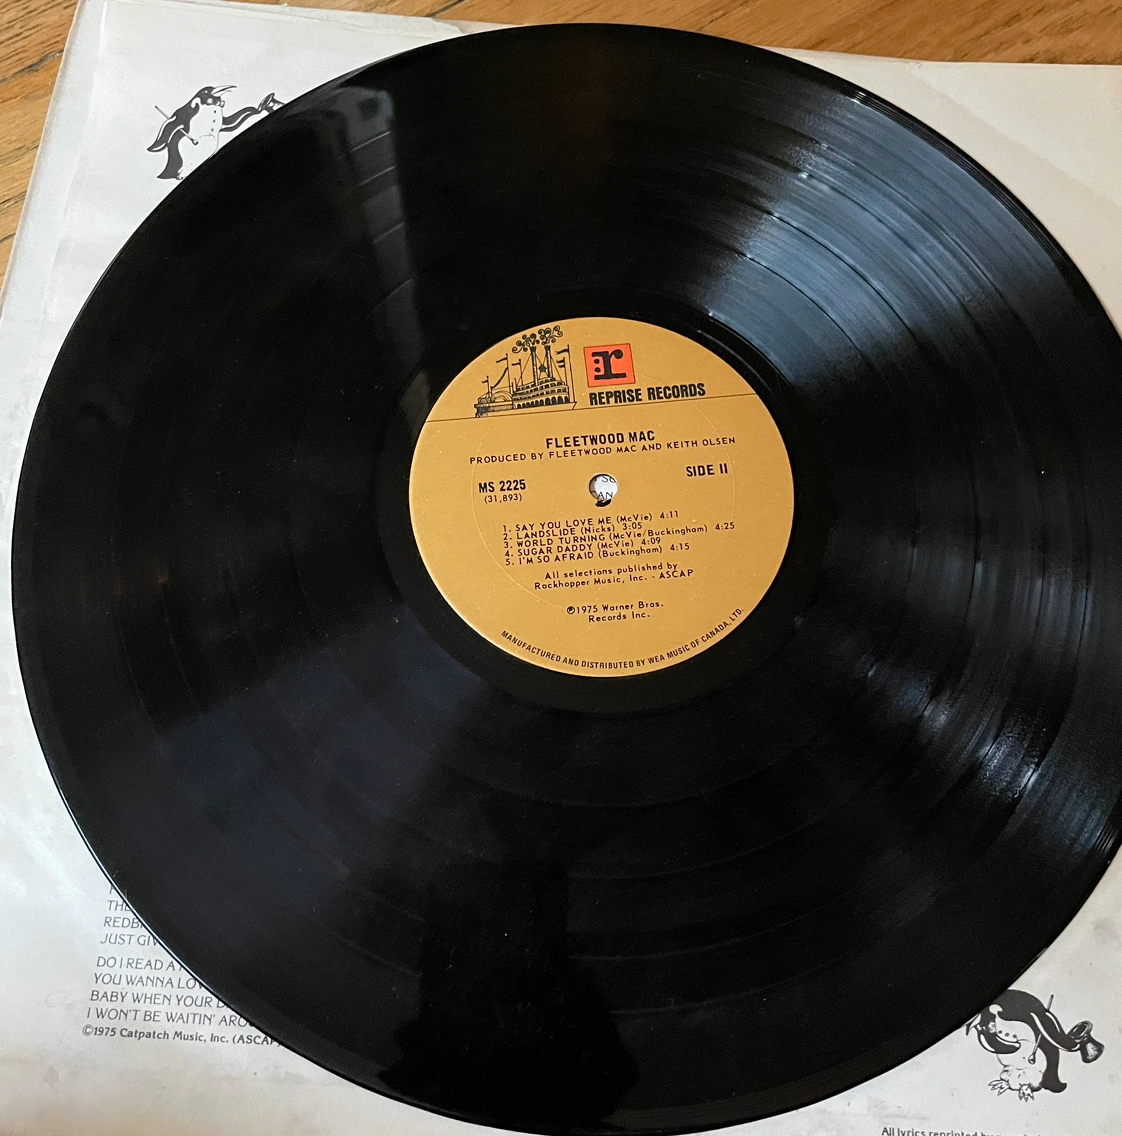 r
REPRISE RECORDS
FLEETWOOD MAC
PRODUCED BY FLEETWOOD MAC AND KEITH OLSEN
MS 2225
(31,893)
SIDE II
1. SAY YOU LOVE ME (McVie) 4:11
2. LANDSLIDE (Nicks) 3:05
3. WORLD TURNING (McVie/Buckingham) 4:25
4. SUGAR DADDY (McVie) 4:09
5. I'M SO AFRAID (Buckingham) 4:15
All selections published by
Rockhopper Music, Inc. - ASCAP
℗1975 Warner Bros.
Records Inc.
MANUFACTURED AND DISTRIBUTED BY WEA MUSIC OF CANADA, LTD.
JUST
DO I READ A
YOU WANNA
BABY WHEN YOUR
I WON'T BE WAITIN'
©1975 Catpatch Music, Inc. (ASCAP)
All lyrics reprinted